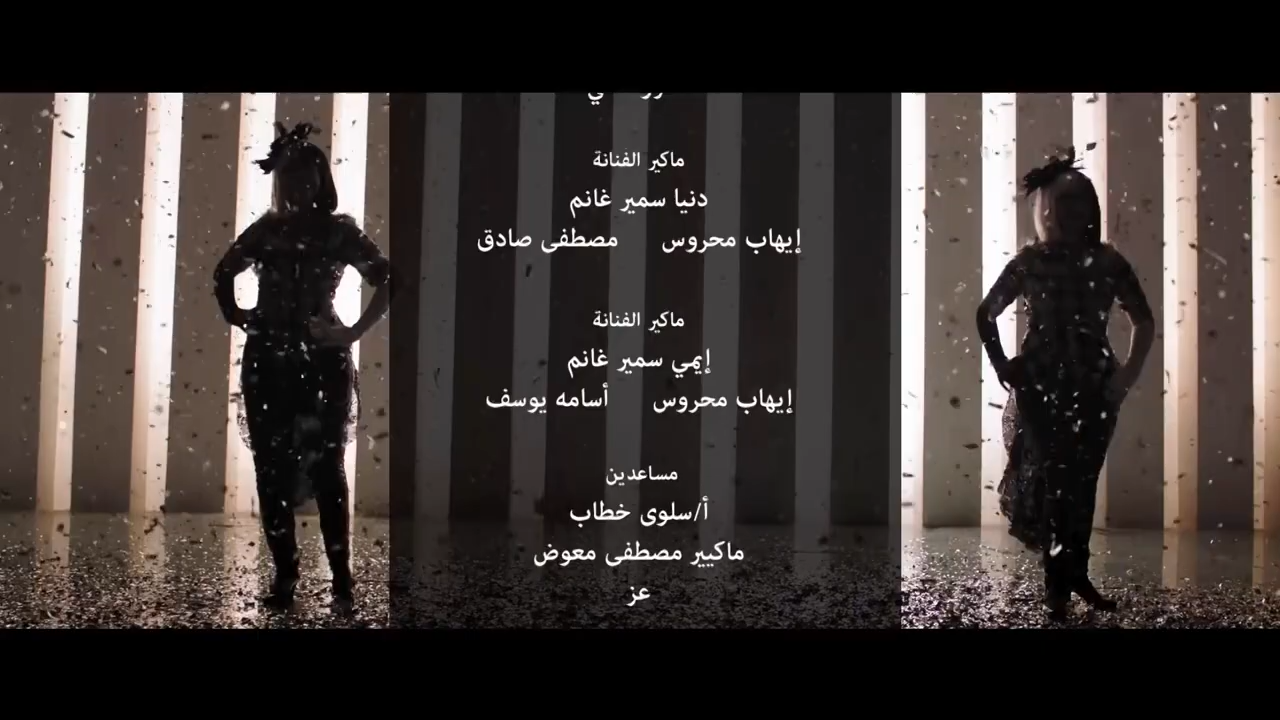 ماكير الفنانة
دنيا سمير غانم
إيهاب محروس مصطفى صادق
ماكير الفنانة
إيمي سمير غانم
إيهاب محروس أسامه يوسف
مساعدين
أ/سلوى خطاب
ماكيير مصطفى معوض
عز